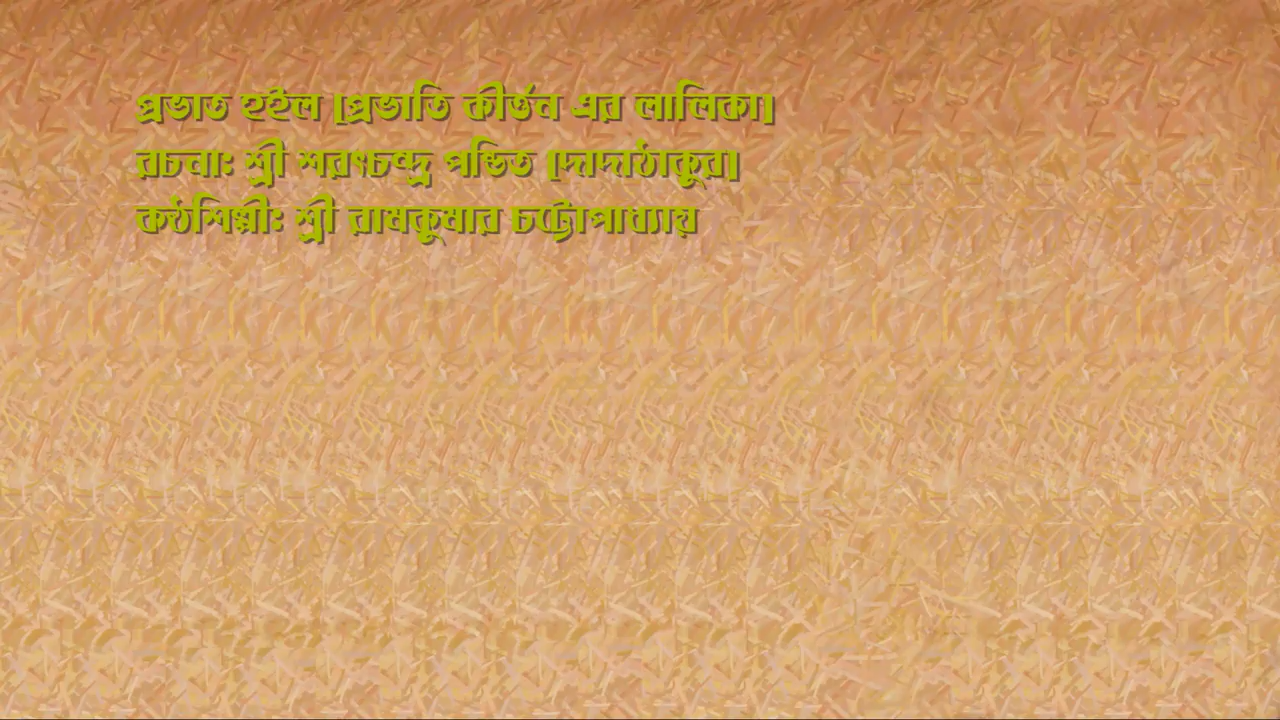 প্রভাত হইল [প্রভাতি কীর্ত্তন এর লালিকা]
রচনাঃ শ্রী শরৎচন্দ্র পন্ডিত [দাদাঠাকুর]
কন্ঠশিল্পীঃ শ্রী রামকুমার চট্টোপাধ্যায়